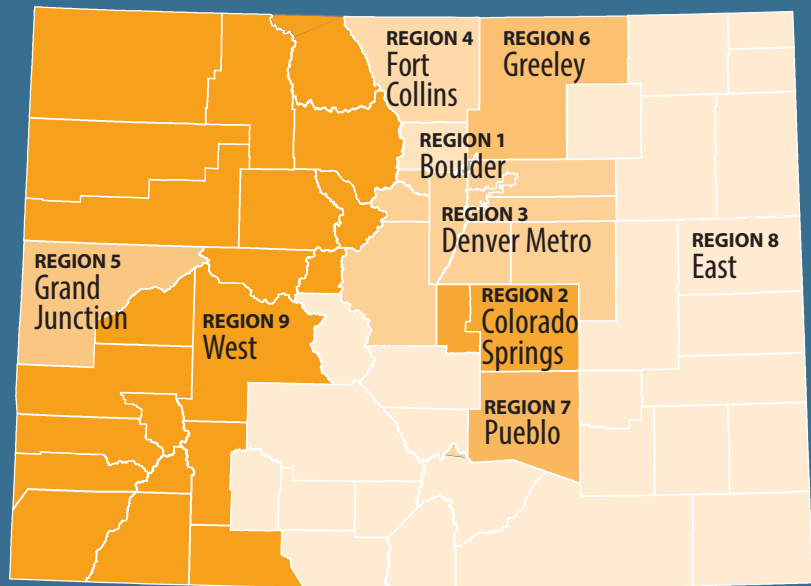 REGION 4
Fort
Collins
REGION 6
Greeley
REGION 1
Boulder
REGION 3
Denver Metro
REGION 8
East
REGION 5
Grand
Junction
REGION 9
West
REGION 2
Colorado
Springs
REGION 7
Pueblo